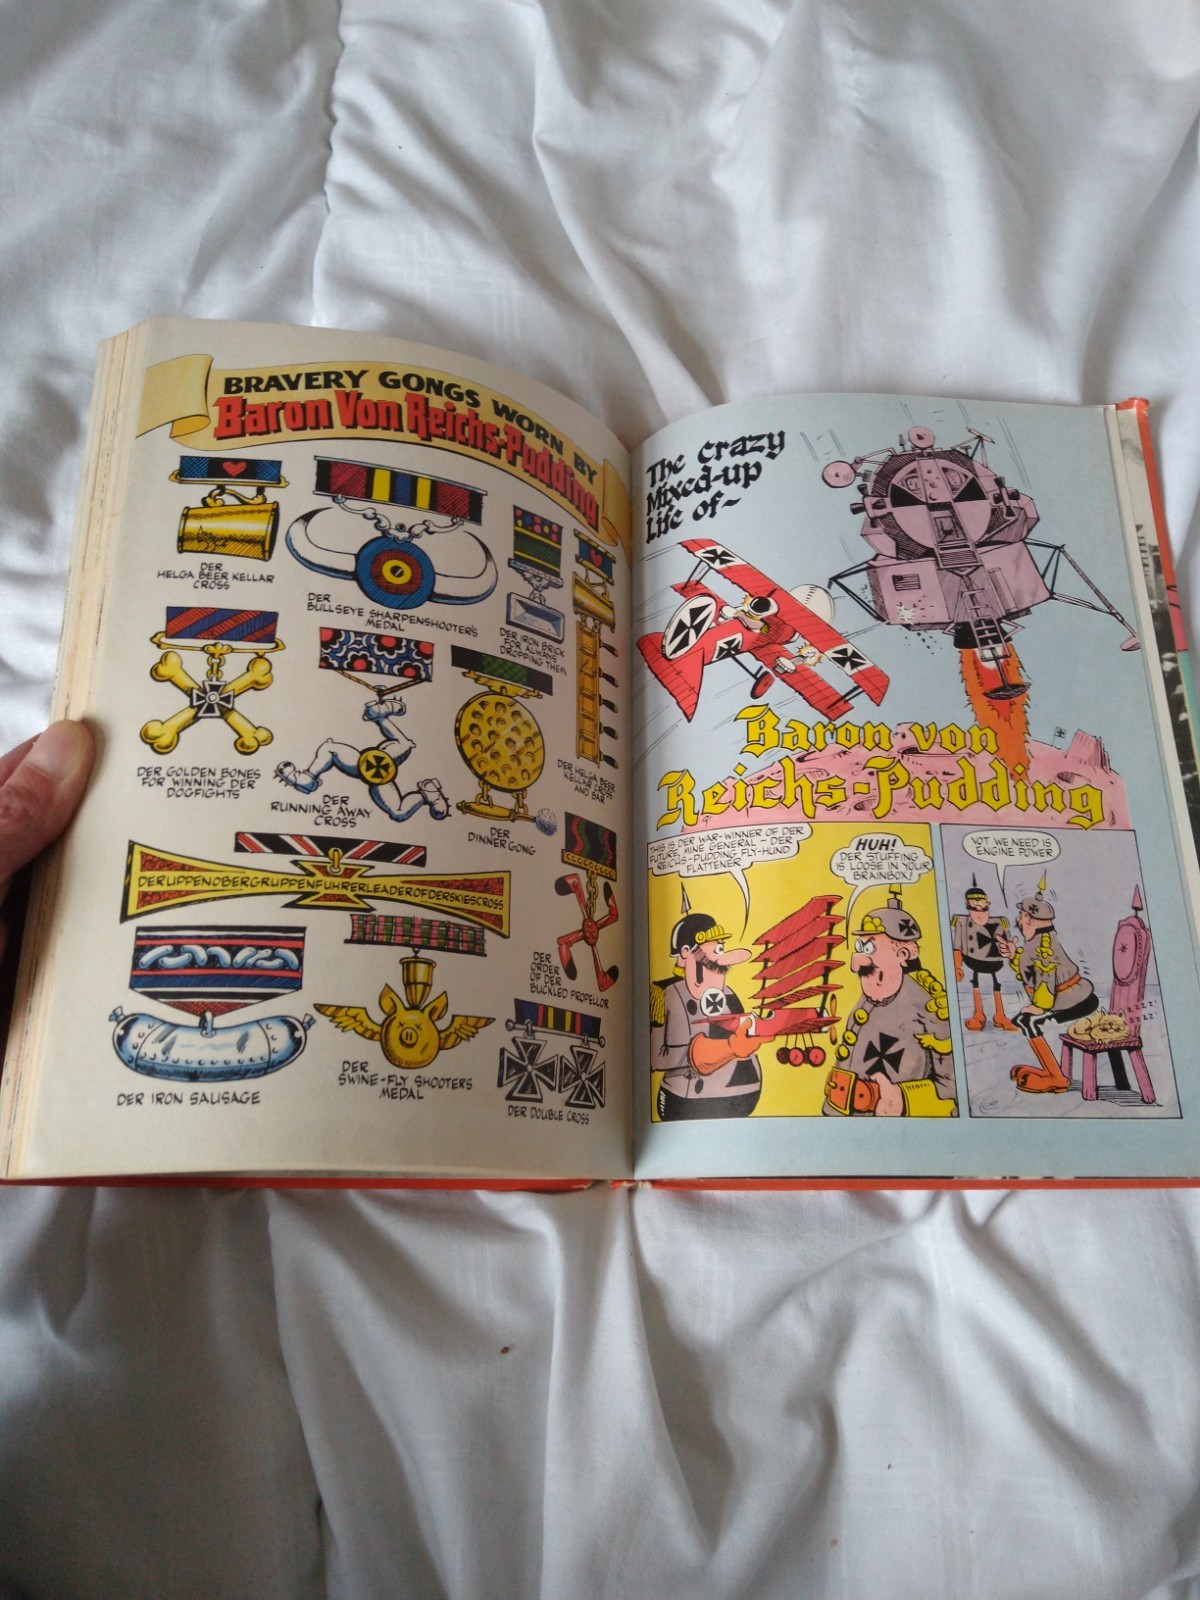 BRAVERY GONGS WORN BY
Baron Von Reichs-Pudding
DER
HELGA BEER KELLAR
CROSS
DER
BULLSEYE SHARPENSHOOTER'S
MEDAL
DER IRON BRICK
FOR ALWAYS
DROPPING THEM
DER GOLDEN BONES
FOR WINNING DER
DOGFIGHTS
DER
RUNNING AWAY
CROSS
DER
DINNER GONG
DER HELGA BEER
KELLAR CROSS
AND BAR
DERUPPENOBERGRUPPENFUHRERLEADEROFDERSKIESCROSS
DER
ORDER
OF DER
BUCKLED PROPELLOR
DER IRON SAUSAGE
DER
SWINE-FLY SHOOTERS
MEDAL
DER DOUBLE CROSS
The crazy
Mixed-up
Life of~
Baron von
Reichs-Pudding
THIS IS DER WAR-WINNER OF DER
FUTURE, MINE GENERAL - DER
REICHS-PUDDING FLY-HUND
FLATTENER.
HUH!
DER STUFFING
IS LOOSE IN YOUR
BRAINBOX!
VOT WE NEED IS
ENGINE POWER
ZZZZ!
ZZZZ!